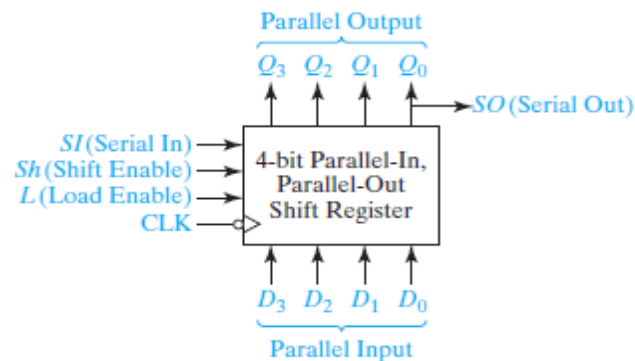 Parallel Output
Q3 Q2 Q1 Q0
SO (Serial Out)
SI (Serial In)
Sh (Shift Enable)
L (Load Enable)
CLK
4-bit Parallel-In,
Parallel-Out
Shift Register
D3 D2 D1 D0
Parallel Input